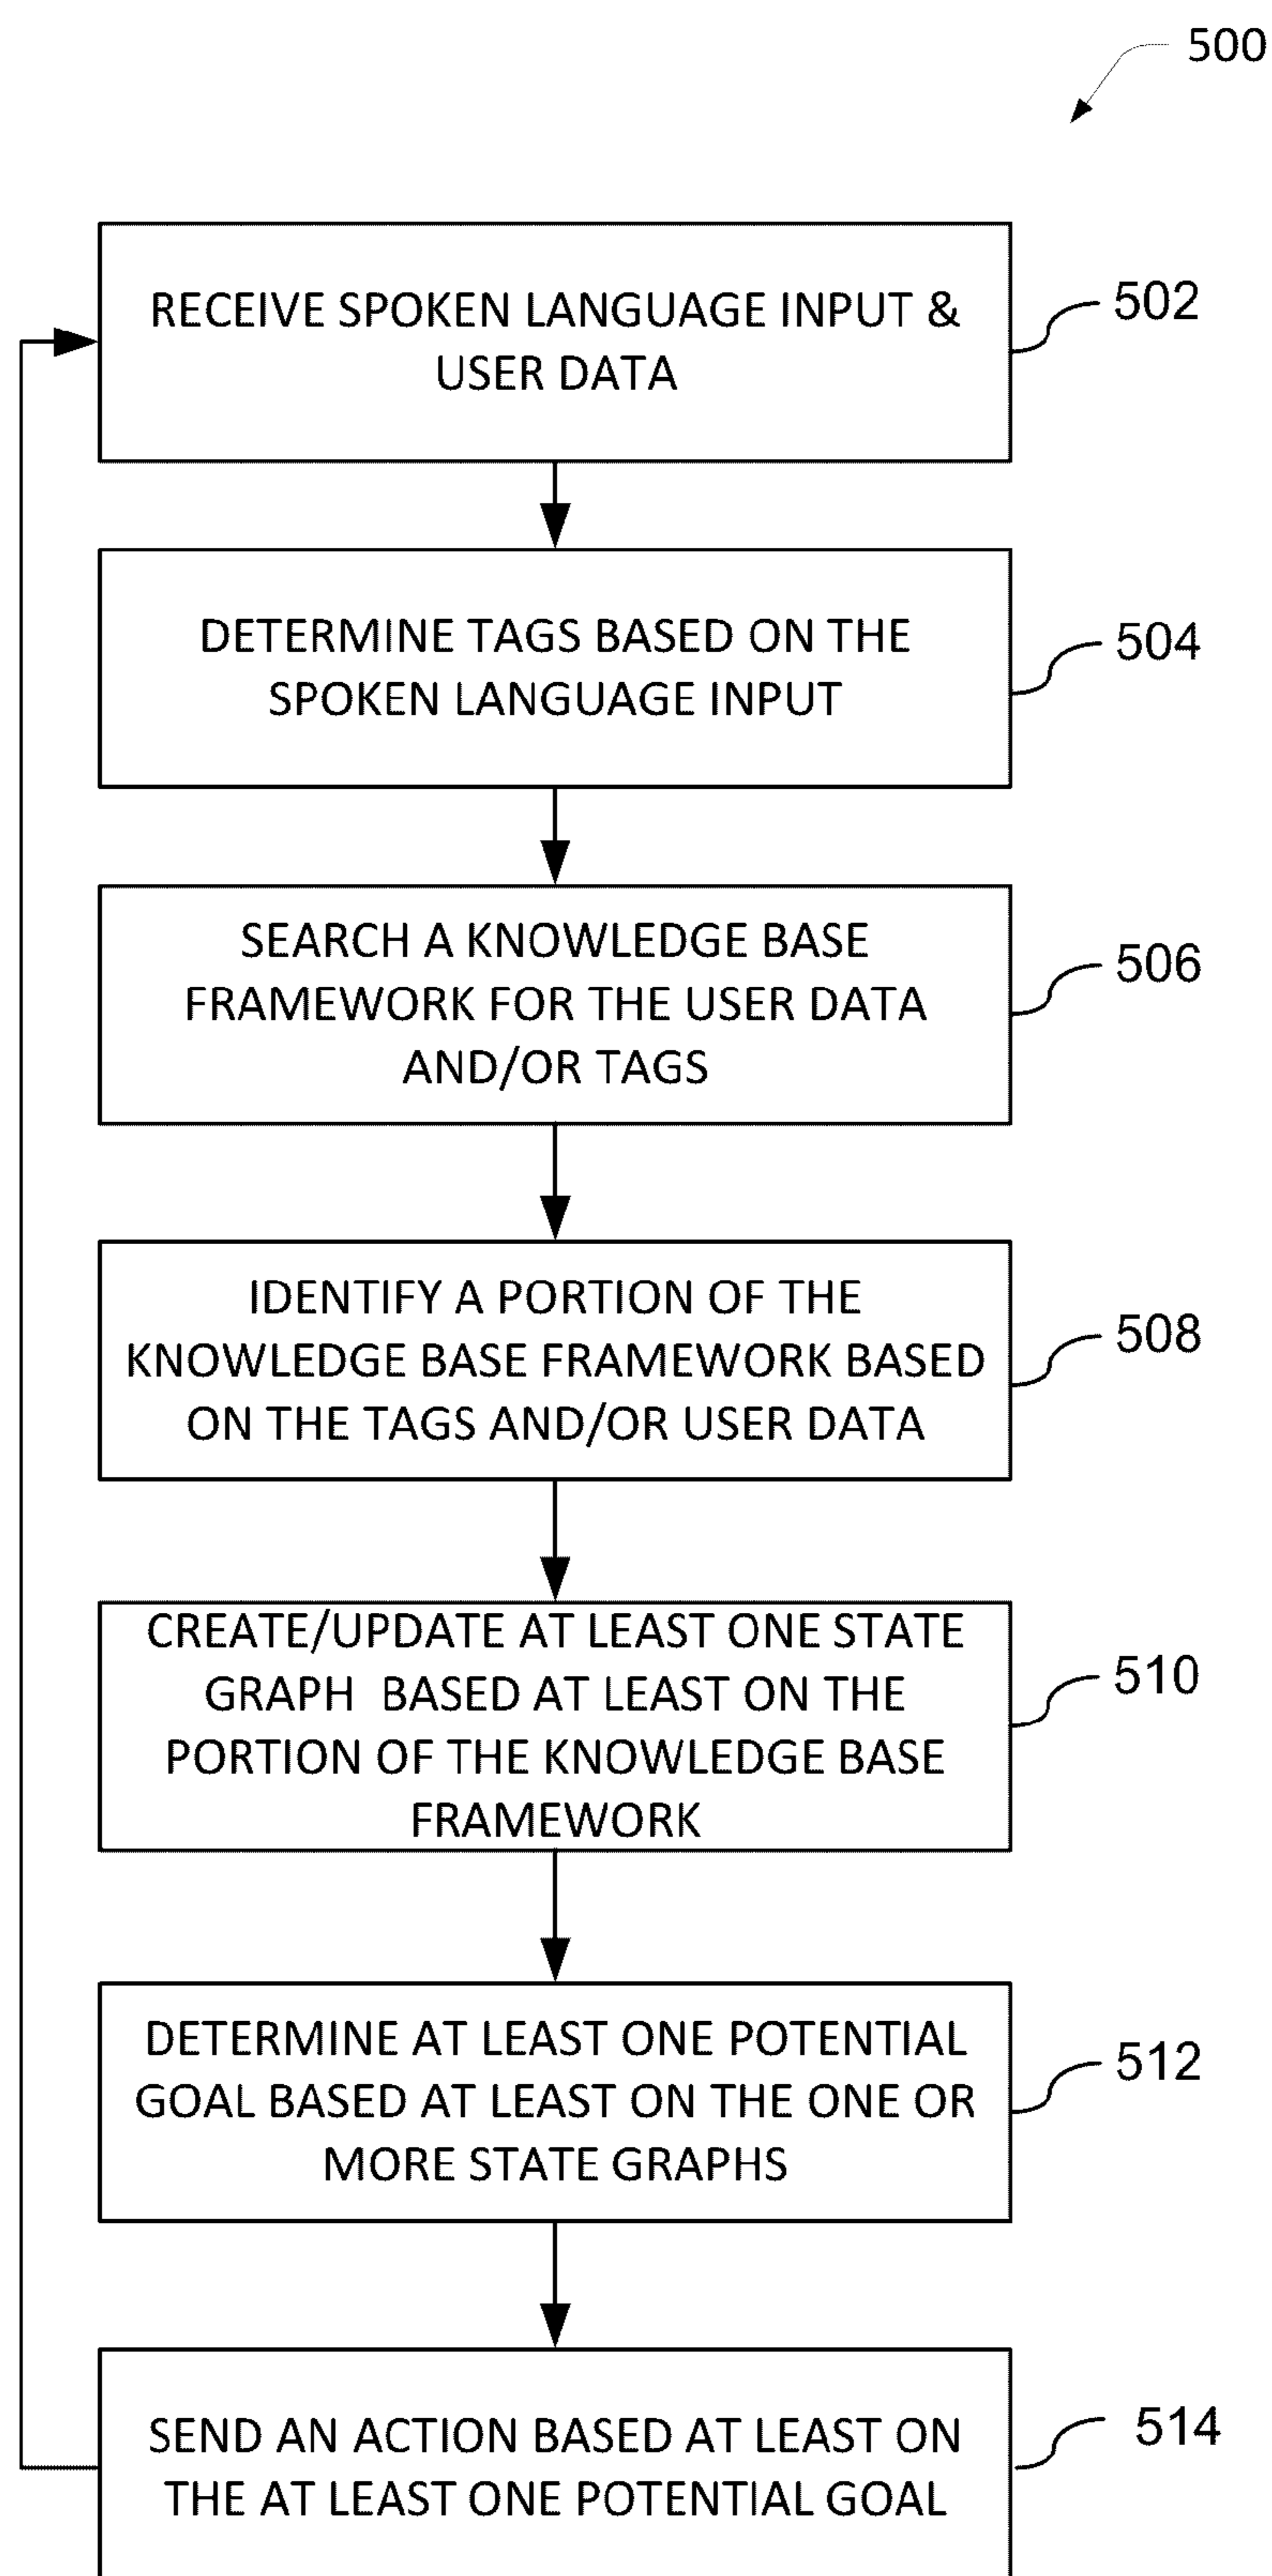 500
RECEIVE SPOKEN LANGUAGE INPUT &
USER DATA
502
DETERMINE TAGS BASED ON THE
SPOKEN LANGUAGE INPUT
504
SEARCH A KNOWLEDGE BASE
FRAMEWORK FOR THE USER DATA
AND/OR TAGS
506
IDENTIFY A PORTION OF THE
KNOWLEDGE BASE FRAMEWORK BASED
ON THE TAGS AND/OR USER DATA
508
CREATE/UPDATE AT LEAST ONE STATE
GRAPH BASED AT LEAST ON THE
PORTION OF THE KNOWLEDGE BASE
FRAMEWORK
510
DETERMINE AT LEAST ONE POTENTIAL
GOAL BASED AT LEAST ON THE ONE OR
MORE STATE GRAPHS
512
SEND AN ACTION BASED AT LEAST ON
THE AT LEAST ONE POTENTIAL GOAL
514